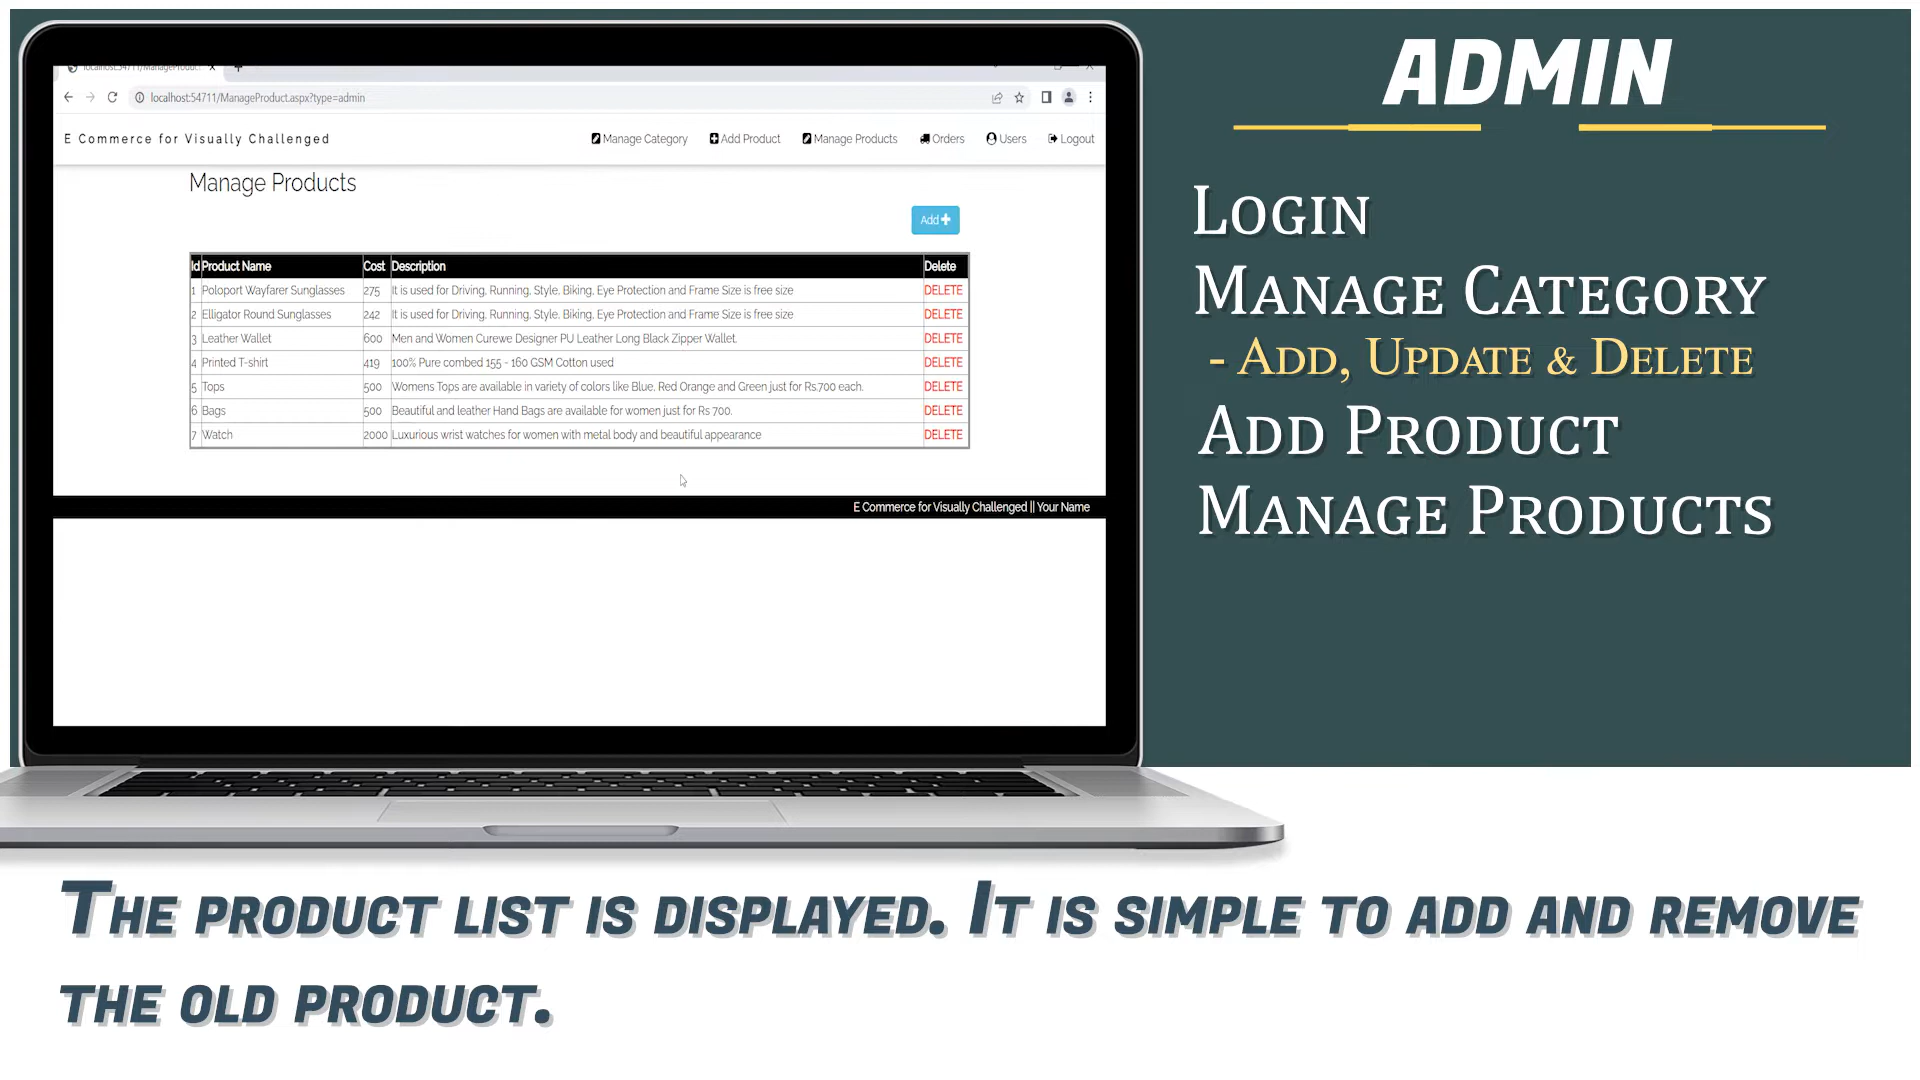 localhost:54711/ManageProduct.aspx?type=admin
E Commerce for Visually Challenged Manage Category Add Product Manage Products Orders Users Logout
Manage Products
Add
Id Product Name Cost Description Delete
1 Poloport Wayfarer Sunglasses 275 It is used for Driving, Running, Style, Biking, Eye Protection and Frame Size is free size DELETE
2 Elligator Round Sunglasses 242 It is used for Driving, Running, Style, Biking, Eye Protection and Frame Size is free size DELETE
3 Leather Wallet 600 Men and Women Curewe Designer PU Leather Long Black Zipper Wallet. DELETE
4 Printed T-shirt 419 100% Pure combed 155 - 160 GSM Cotton used DELETE
5 Tops 500 Womens Tops are available in variety of colors like Blue, Red Orange and Green just for Rs.700 each. DELETE
6 Bags 500 Beautiful and leather Hand Bags are available for women just for Rs 700. DELETE
7 Watch 2000 Luxurious wrist watches for women with metal body and beautiful appearance DELETE
E Commerce for Visually Challenged || Your Name
ADMIN
Login
Manage Category
- Add, Update & Delete
Add Product
Manage Products
The product list is displayed. It is simple to add and remove
the old product.